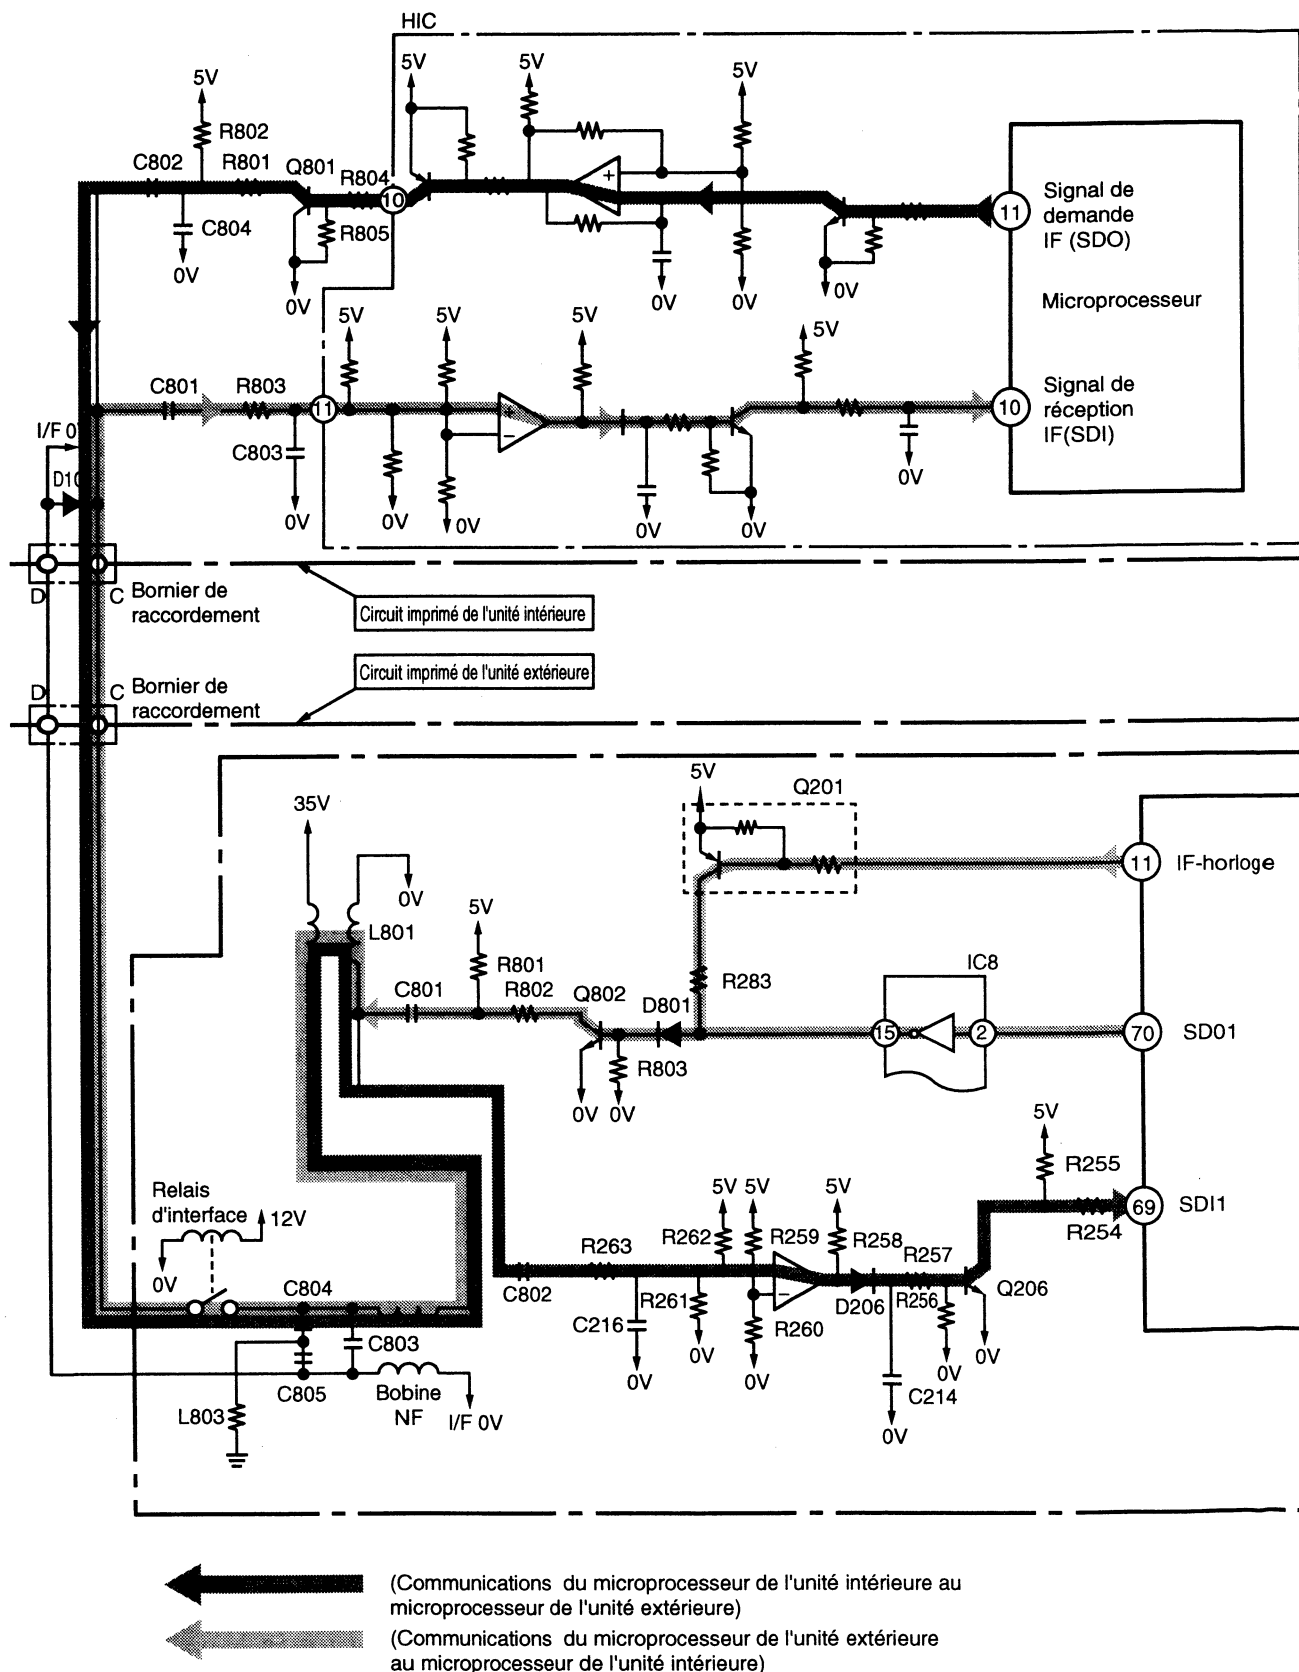 HIC
5V
5V
5V
5V
R802
C802
R801
Q801
R804
10
R805
C804
0V
0V
0V
0V
0V
11
Signal de
demande
IF (SDO)
Microprocesseur
5V
5V
5V
5V
C801
R803
11
+
−
+
10
Signal de
réception
IF(SDI)
I/F 0
D10
C803
0V
0V
0V
0V
0V
0V
D
C
Bornier de
raccordement
Circuit imprimé de l'unité intérieure
Circuit imprimé de l'unité extérieure
D
C
Bornier de
raccordement
5V
Q201
35V
0V
11
IF-horloge
L801
5V
R801
C801
R802
Q802
D801
R283
IC8
15
2
70
SD01
R803
0V
0V
5V
R255
R254
69
SDI1
Relais
d'interface
12V
0V
5V
5V
5V
R263
R262
R259
R258
R257
C802
R261
−
D206
R256
Q206
C216
R260
C804
C803
0V
0V
0V
0V
0V
C214
0V
C805
Bobine
NF
I/F 0V
L803
(Communications du microprocesseur de l'unité intérieure au
microprocesseur de l'unité extérieure)
(Communications du microprocesseur de l'unité extérieure
au microprocesseur de l'unité intérieure)